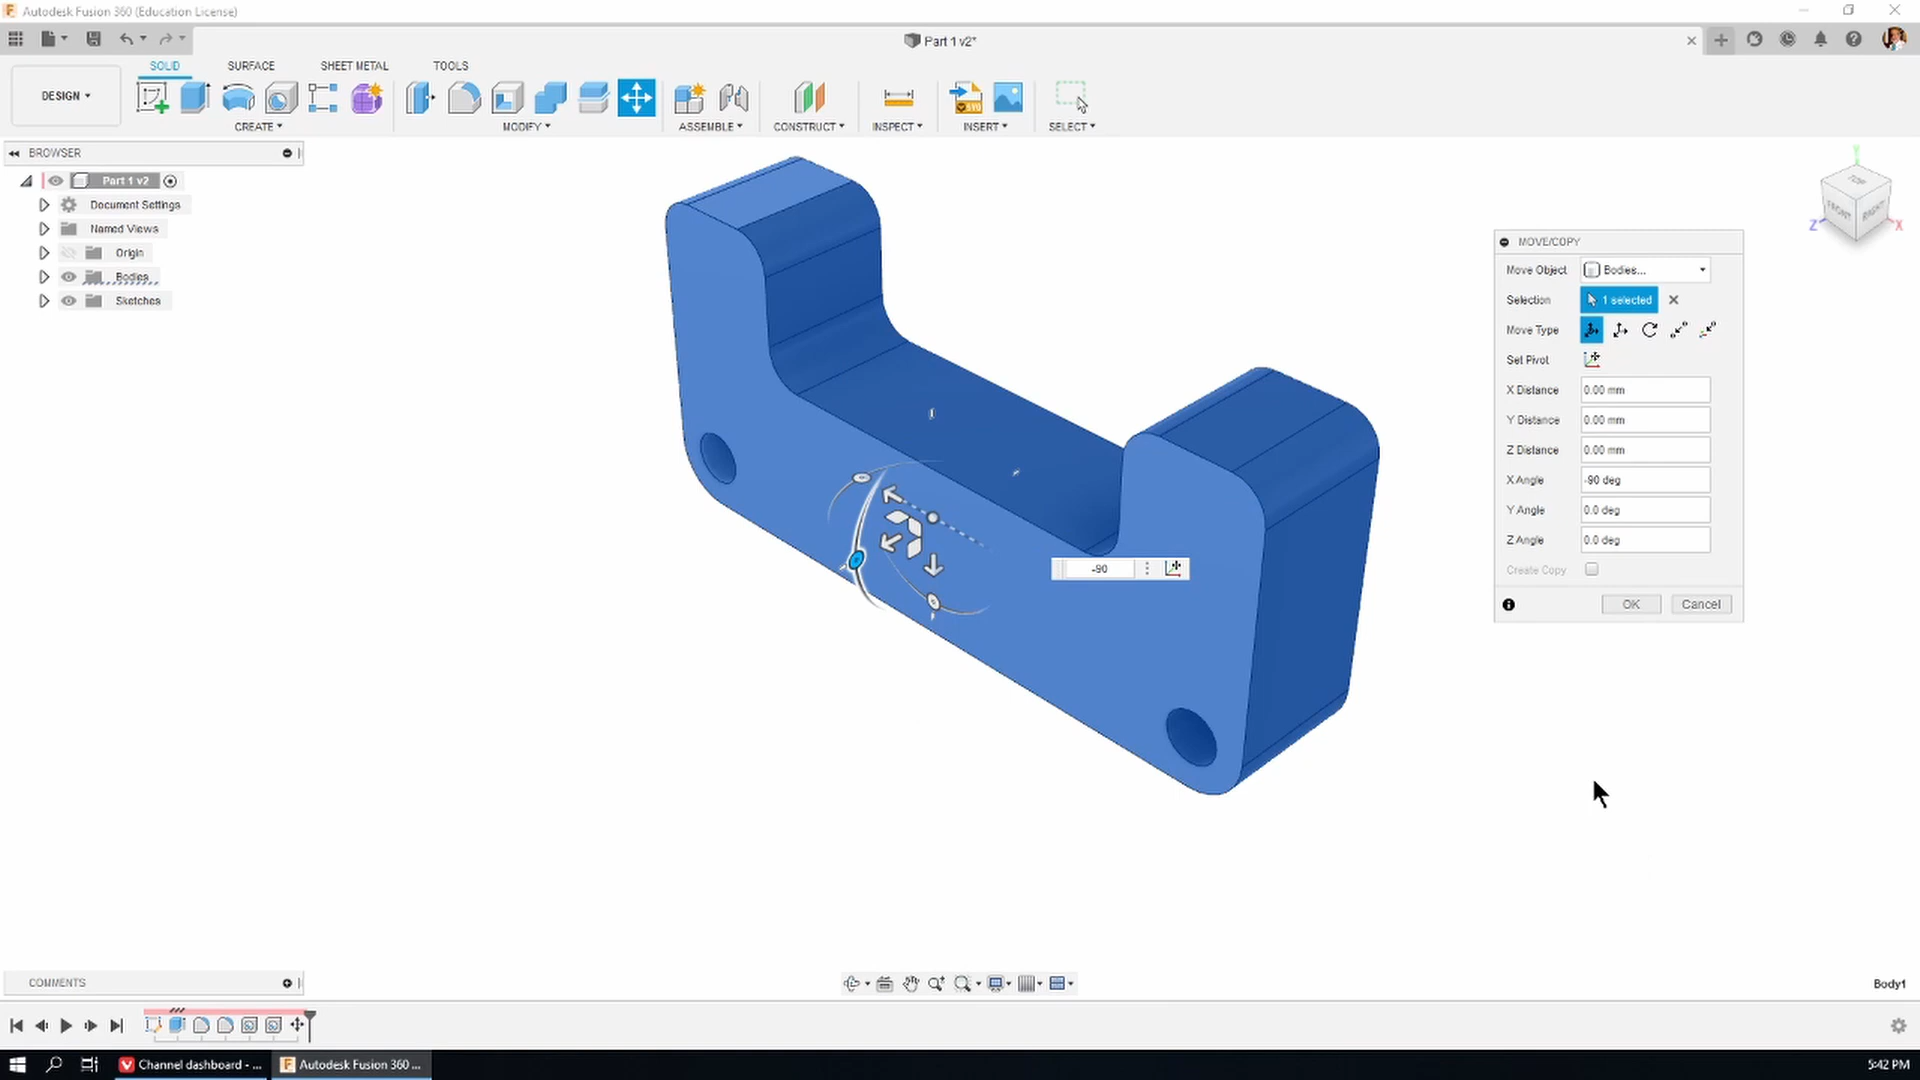 Autodesk Fusion 360 (Education License)
Part 1 v2*
DESIGN
SOLID
SURFACE
SHEET METAL
TOOLS
CREATE
MODIFY
ASSEMBLE
CONSTRUCT
INSPECT
INSERT
SELECT
BROWSER
Part 1 v2
Document Settings
Named Views
Origin
Bodies
Sketches
TOP
FRONT
RIGHT
Y
Z
X
MOVE/COPY
Move Object Bodies...
Selection 1 selected
Move Type
Set Pivot
X Distance 0.00 mm
Y Distance 0.00 mm
Z Distance 0.00 mm
X Angle -90 deg
Y Angle 0.0 deg
Z Angle 0.0 deg
Create Copy
OK Cancel
-90
COMMENTS
Body1
Channel dashboard - ...
Autodesk Fusion 360 ...
5:42 PM